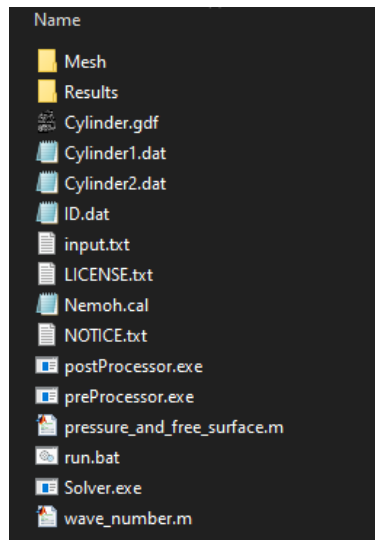 Name
Mesh
Results
Cylinder.gdf
Cylinder1.dat
Cylinder2.dat
ID.dat
input.txt
LICENSE.txt
Nemoh.cal
NOTICE.txt
postProcessor.exe
preProcessor.exe
pressure_and_free_surface.m
run.bat
Solver.exe
wave_number.m